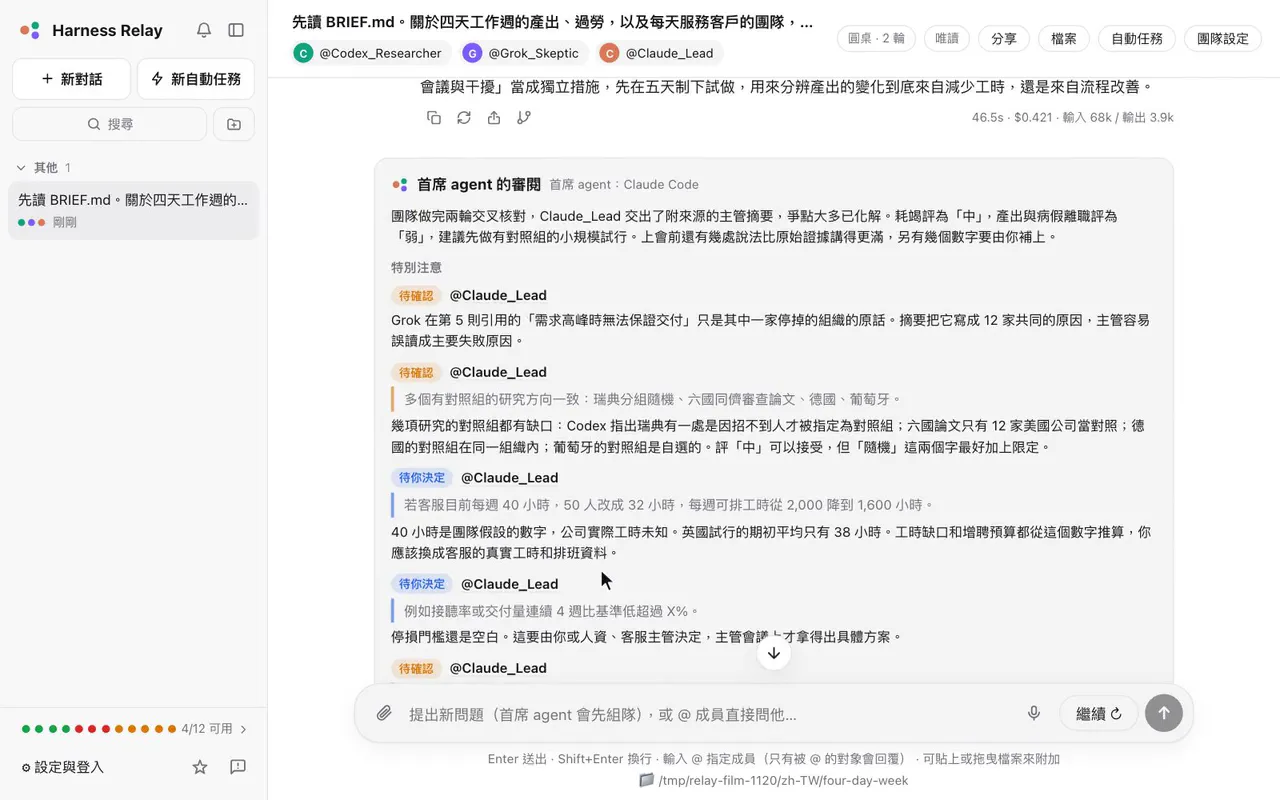 Harness Relay
+ 新對話
新自動任務
搜尋
其他 1
先讀 BRIEF.md。關於四天工作週的...
剛剛
4/12 可用
設定與登入
先讀 BRIEF.md。關於四天工作週的產出、過勞，以及每天服務客戶的團隊，...
C @Codex_Researcher
G @Grok_Skeptic
C @Claude_Lead
圓桌 · 2 輪
唯讀
分享
檔案
自動任務
團隊設定
會議與干擾」當成獨立措施，先在五天制下試做，用來分辨產出的變化到底來自減少工時，還是來自流程改善。
46.5s · $0.421 · 輸入 68k / 輸出 3.9k
首席 agent 的審閱 首席 agent：Claude Code
團隊做完兩輪交叉核對，Claude_Lead 交出了附來源的主管摘要，爭點大多已化解。耗竭評為「中」，產出與病假離職評為
「弱」，建議先做有對照組的小規模試行。上會前還有幾處說法比原始證據講得更滿，另有幾個數字要由你補上。
特別注意
待確認 @Claude_Lead
Grok 在第 5 則引用的「需求高峰時無法保證交付」只是其中一家停掉的組織的原話。摘要把它寫成 12 家共同的原因，主管容易
誤讀成主要失敗原因。
待確認 @Claude_Lead
多個有對照組的研究方向一致：瑞典分組隨機、六國同儕審查論文、德國、葡萄牙。
幾項研究的對照組都有缺口：Codex 指出瑞典有一處是因招不到人才被指定為對照組；六國論文只有 12 家美國公司當對照；德
國的對照組在同一組織內；葡萄牙的對照組是自選的。評「中」可以接受，但「隨機」這兩個字最好加上限定。
待你決定 @Claude_Lead
若客服目前每週 40 小時，50 人改成 32 小時，每週可排工時從 2,000 降到 1,600 小時。
40 小時是團隊假設的數字，公司實際工時未知。英國試行的期初平均只有 38 小時。工時缺口和增聘預算都從這個數字推算，你
應該換成客服的真實工時和排班資料。
待你決定 @Claude_Lead
例如接聽率或交付量連續 4 週比基準低超過 X%。
停損門檻還是空白。這要由你或人資、客服主管決定，主管會議上才拿得出具體方案。
待確認 @Claude_Lead
提出新問題（首席 agent 會先組隊），或 @ 成員直接問他...
繼續
Enter 送出 · Shift+Enter 換行 · 輸入 @ 指定成員（只有被 @ 的對象會回覆） · 可貼上或拖曳檔案來附加
/tmp/relay-film-1120/zh-TW/four-day-week